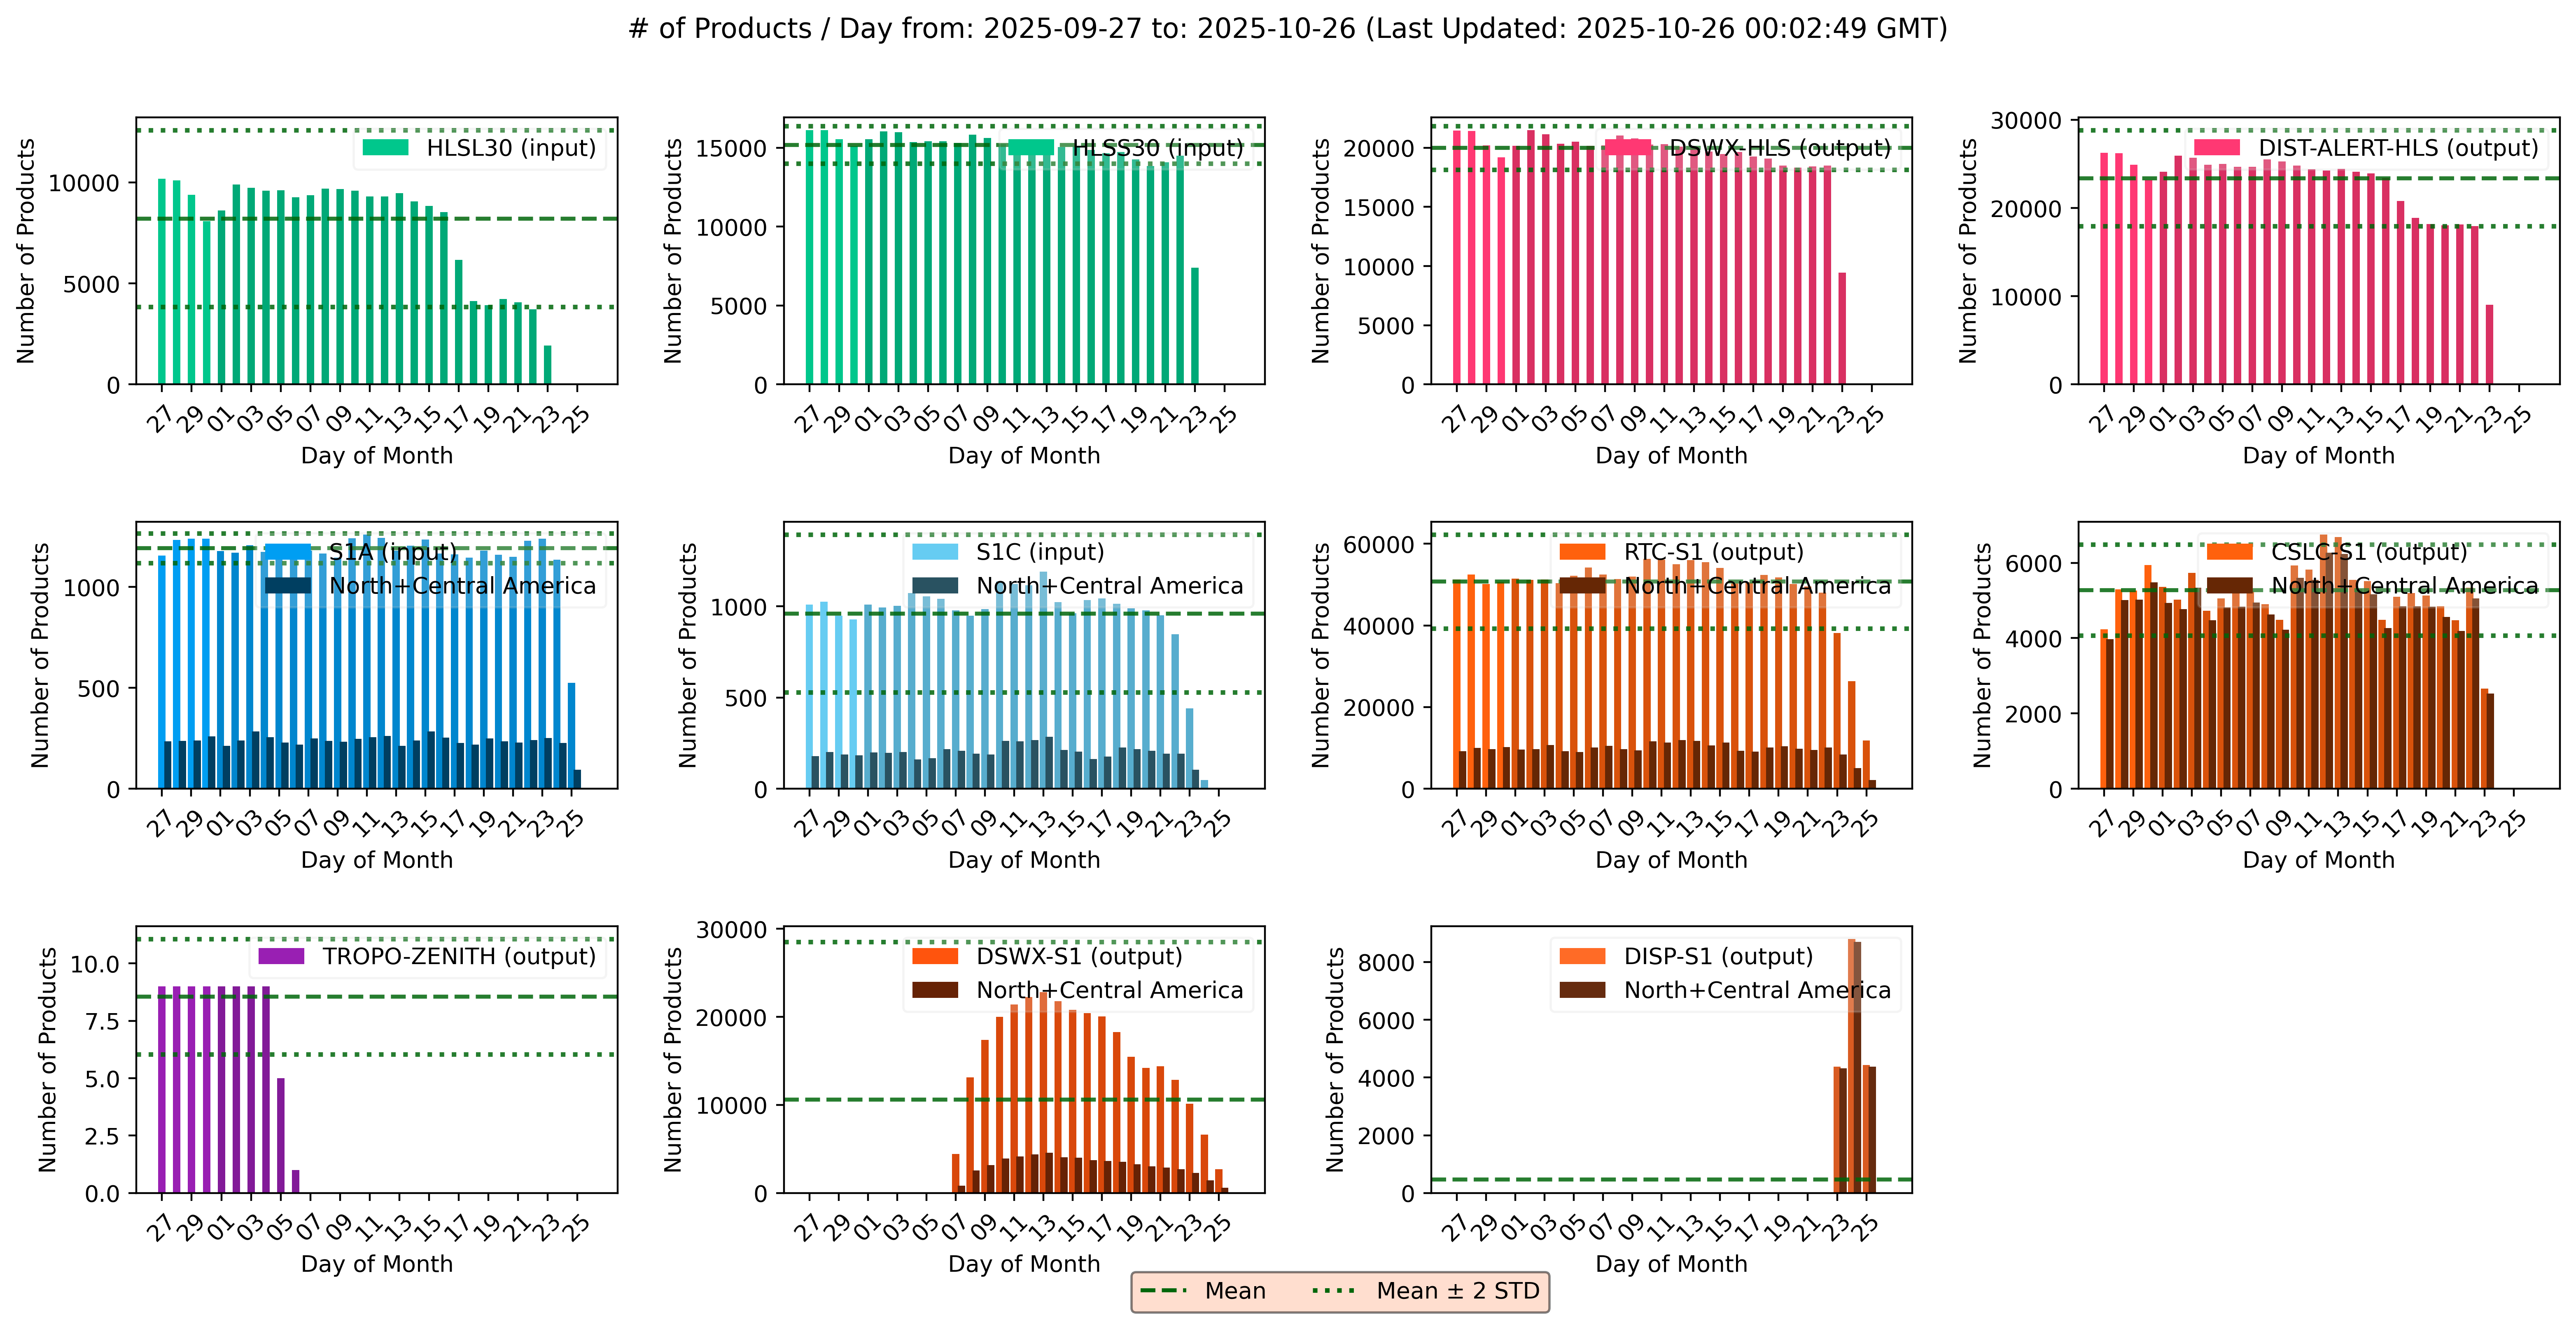 # of Products / Day from: 2025-09-27 to: 2025-10-26 (Last Updated: 2025-10-26 00:02:49 GMT)
Number of Products
10000
5000
0
HLSL30 (input)
27 29 01 03 05 07 09 11 13 15 17 19 21 23 25
Day of Month
Number of Products
15000
10000
5000
0
HLSS30 (input)
27 29 01 03 05 07 09 11 13 15 17 19 21 23 25
Day of Month
Number of Products
20000
15000
10000
5000
0
DSWX-HLS (output)
27 29 01 03 05 07 09 11 13 15 17 19 21 23 25
Day of Month
Number of Products
30000
20000
10000
0
DIST-ALERT-HLS (output)
27 29 01 03 05 07 09 11 13 15 17 19 21 23 25
Day of Month
Number of Products
1000
500
0
S1A (input)
North+Central America
27 29 01 03 05 07 09 11 13 15 17 19 21 23 25
Day of Month
Number of Products
1000
500
0
S1C (input)
North+Central America
27 29 01 03 05 07 09 11 13 15 17 19 21 23 25
Day of Month
Number of Products
60000
40000
20000
0
RTC-S1 (output)
North+Central America
27 29 01 03 05 07 09 11 13 15 17 19 21 23 25
Day of Month
Number of Products
6000
4000
2000
0
CSLC-S1 (output)
North+Central America
27 29 01 03 05 07 09 11 13 15 17 19 21 23 25
Day of Month
Number of Products
10.0
7.5
5.0
2.5
0.0
TROPO-ZENITH (output)
27 29 01 03 05 07 09 11 13 15 17 19 21 23 25
Day of Month
Number of Products
30000
20000
10000
0
DSWX-S1 (output)
North+Central America
27 29 01 03 05 07 09 11 13 15 17 19 21 23 25
Day of Month
Number of Products
8000
6000
4000
2000
0
DISP-S1 (output)
North+Central America
27 29 01 03 05 07 09 11 13 15 17 19 21 23 25
Day of Month
Mean
Mean ± 2 STD